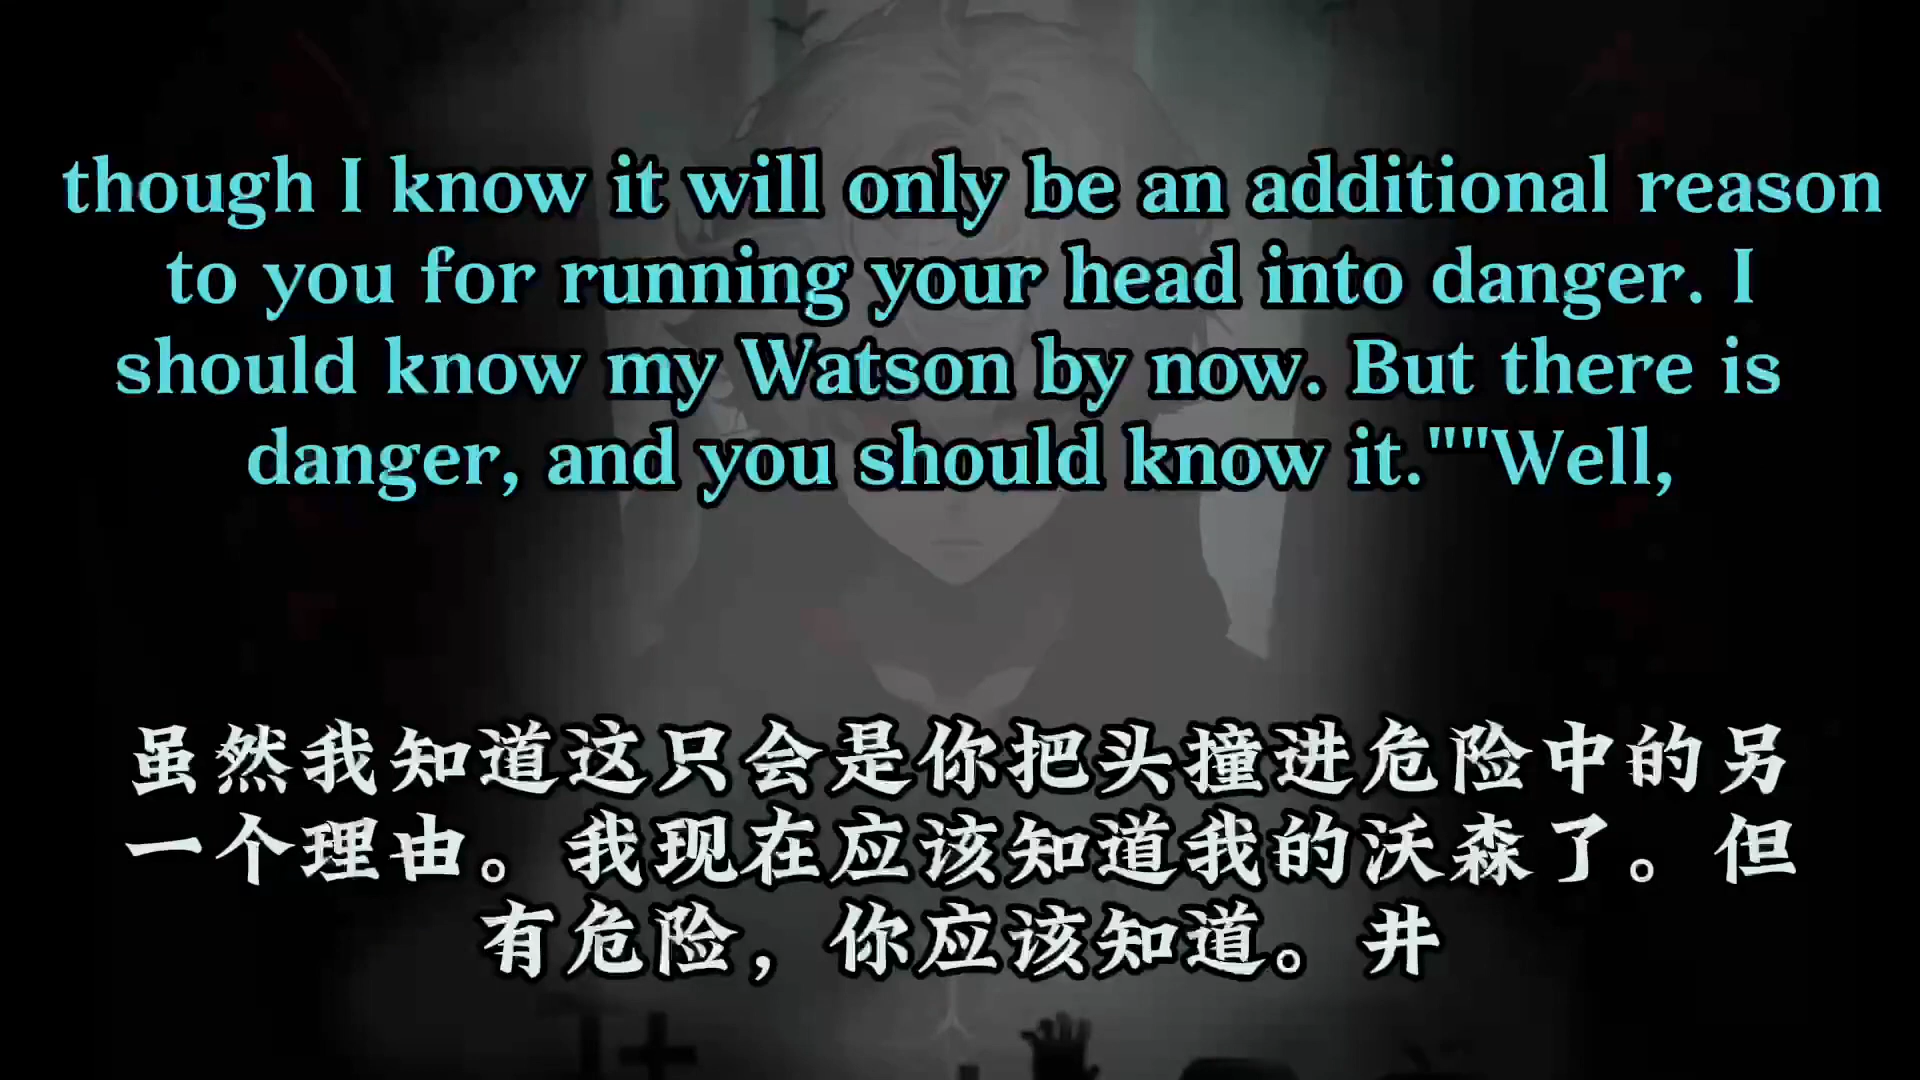 though I know it will only be an additional reason
to you for running your head into danger. I
should know my Watson by now. But there is
danger, and you should know it.""Well,
虽然我知道这只会是你把头撞进危险中的另
一个理由。我现在应该知道我的沃森了。但
有危险，你应该知道。井